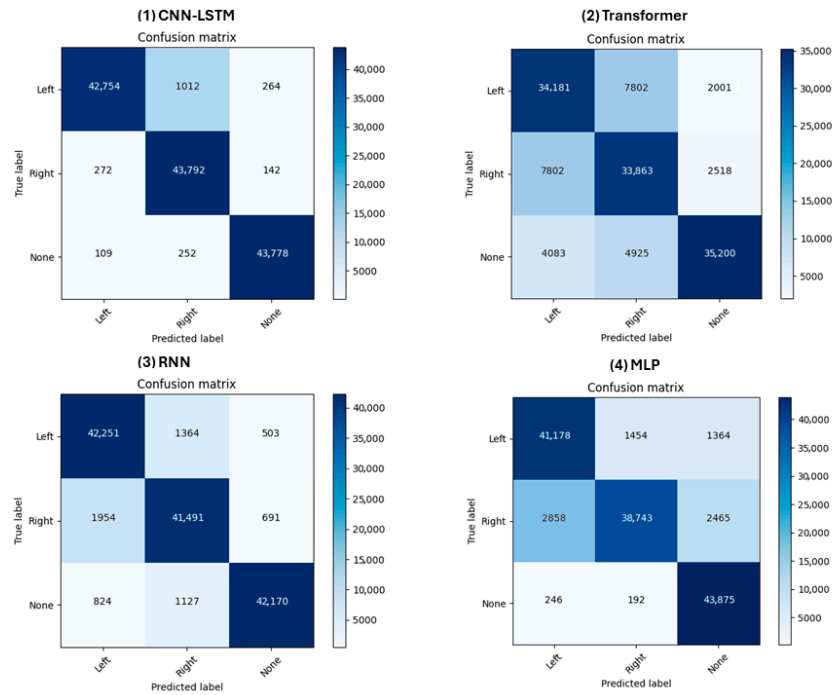 (1) CNN-LSTM
Confusion matrix
True label
Left
Right
None
42,754 1012 264
272 43,792 142
109 252 43,778
Left Right None
Predicted label
40,000
35,000
30,000
25,000
20,000
15,000
10,000
5000
(2) Transformer
Confusion matrix
True label
Left
Right
None
34,181 7802 2001
7802 33,863 2518
4083 4925 35,200
Left Right None
Predicted label
35,000
30,000
25,000
20,000
15,000
10,000
5000
(3) RNN
Confusion matrix
True label
Left
Right
None
42,251 1364 503
1954 41,491 691
824 1127 42,170
Left Right None
Predicted label
40,000
35,000
30,000
25,000
20,000
15,000
10,000
5000
(4) MLP
Confusion matrix
True label
Left
Right
None
41,178 1454 1364
2858 38,743 2465
246 192 43,875
Left Right None
Predicted label
40,000
35,000
30,000
25,000
20,000
15,000
10,000
5000